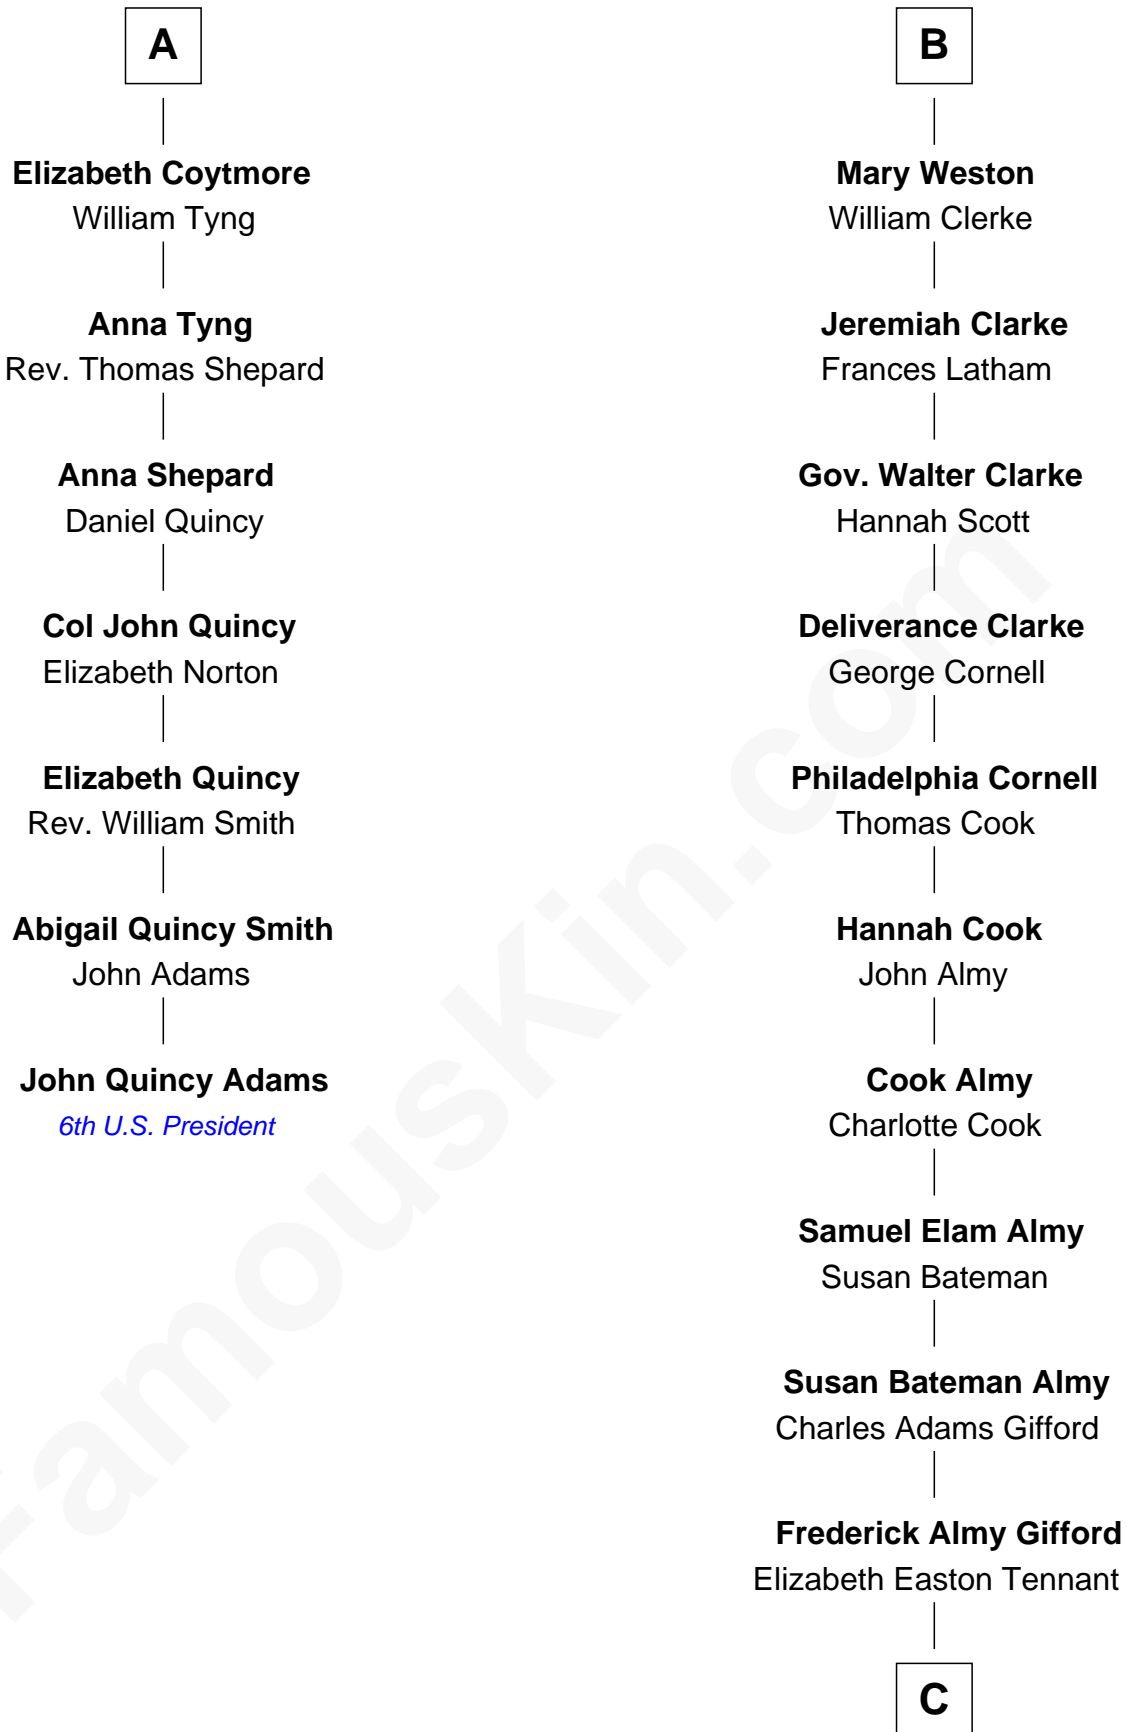 A
Elizabeth Coytmore
William Tyng
Anna Tyng
Rev. Thomas Shepard
Anna Shepard
Daniel Quincy
Col John Quincy
Elizabeth Norton
Elizabeth Quincy
Rev. William Smith
Abigail Quincy Smith
John Adams
John Quincy Adams
6th U.S. President
B
Mary Weston
William Clerke
Jeremiah Clarke
Frances Latham
Gov. Walter Clarke
Hannah Scott
Deliverance Clarke
George Cornell
Philadelphia Cornell
Thomas Cook
Hannah Cook
John Almy
Cook Almy
Charlotte Cook
Samuel Elam Almy
Susan Bateman
Susan Bateman Almy
Charles Adams Gifford
Frederick Almy Gifford
Elizabeth Easton Tennant
C
FamousKin.com